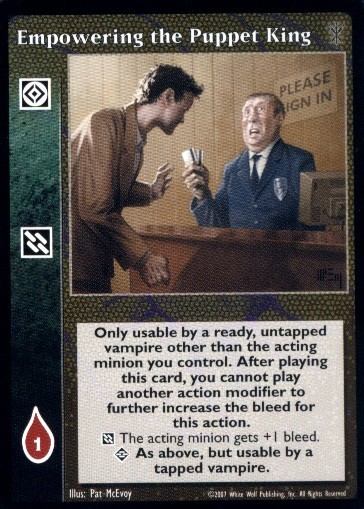 Empowering the Puppet King
PLEASE
SIGN IN
Only usable by a ready, untapped
vampire other than the acting
minion you control. After playing
this card, you cannot play
another action modifier to
further increase the bleed for
this action.
The acting minion gets +1 bleed.
As above, but usable by a
tapped vampire.
1
Illus: Pat McEvoy
©2007 White Wolf Publishing, Inc. All Rights Reserved